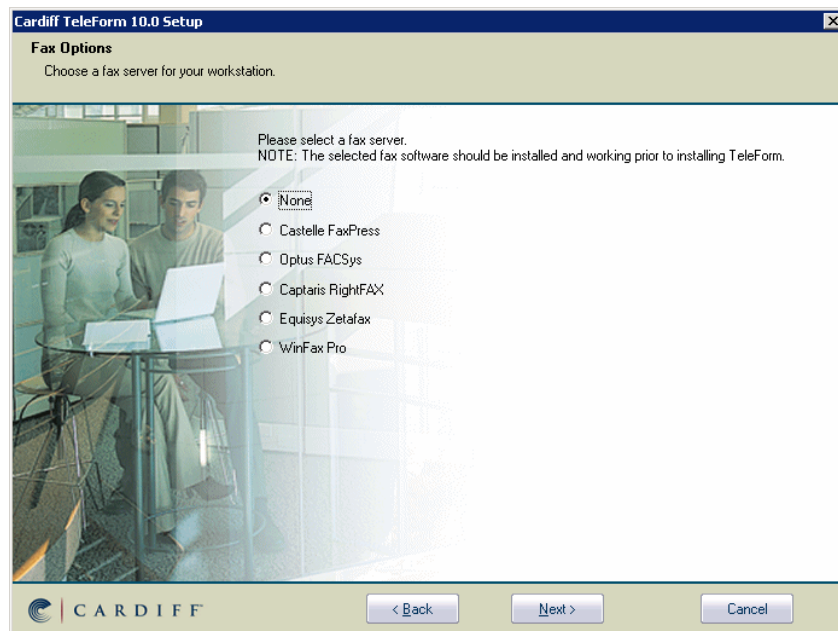 Cardiff TeleForm 10.0 Setup
Fax Options
Choose a fax server for your workstation.
Please select a fax server.
NOTE: The selected fax software should be installed and working prior to installing TeleForm.
None
Castelle FaxPress
Optus FACSys
Captaris RightFAX
Equisys Zetafax
WinFax Pro
CARDIFF
< Back
Next >
Cancel